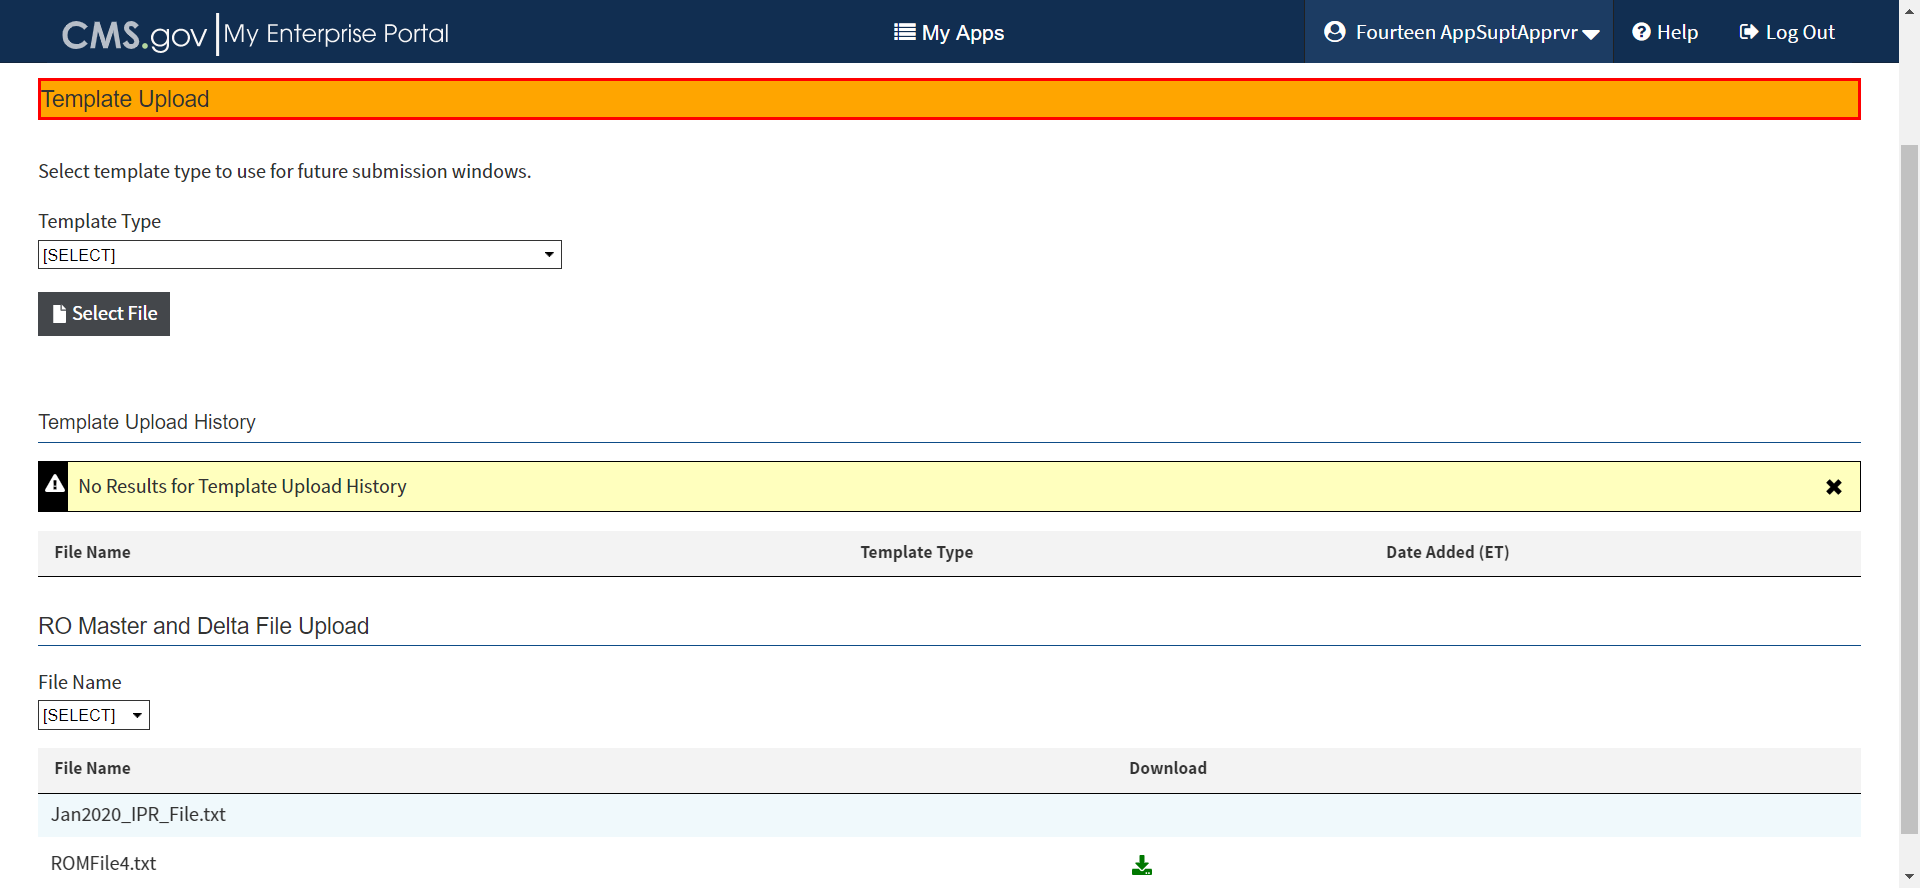 CMS.gov My Enterprise Portal
My Apps
Fourteen AppSuptApprvr
Help
Log Out
Template Upload
Select template type to use for future submission windows.
Template Type
[SELECT]
Select File
Template Upload History
No Results for Template Upload History
File Name Template Type Date Added (ET)
RO Master and Delta File Upload
File Name
[SELECT]
File Name Download
Jan2020_IPR_File.txt
ROMFile4.txt